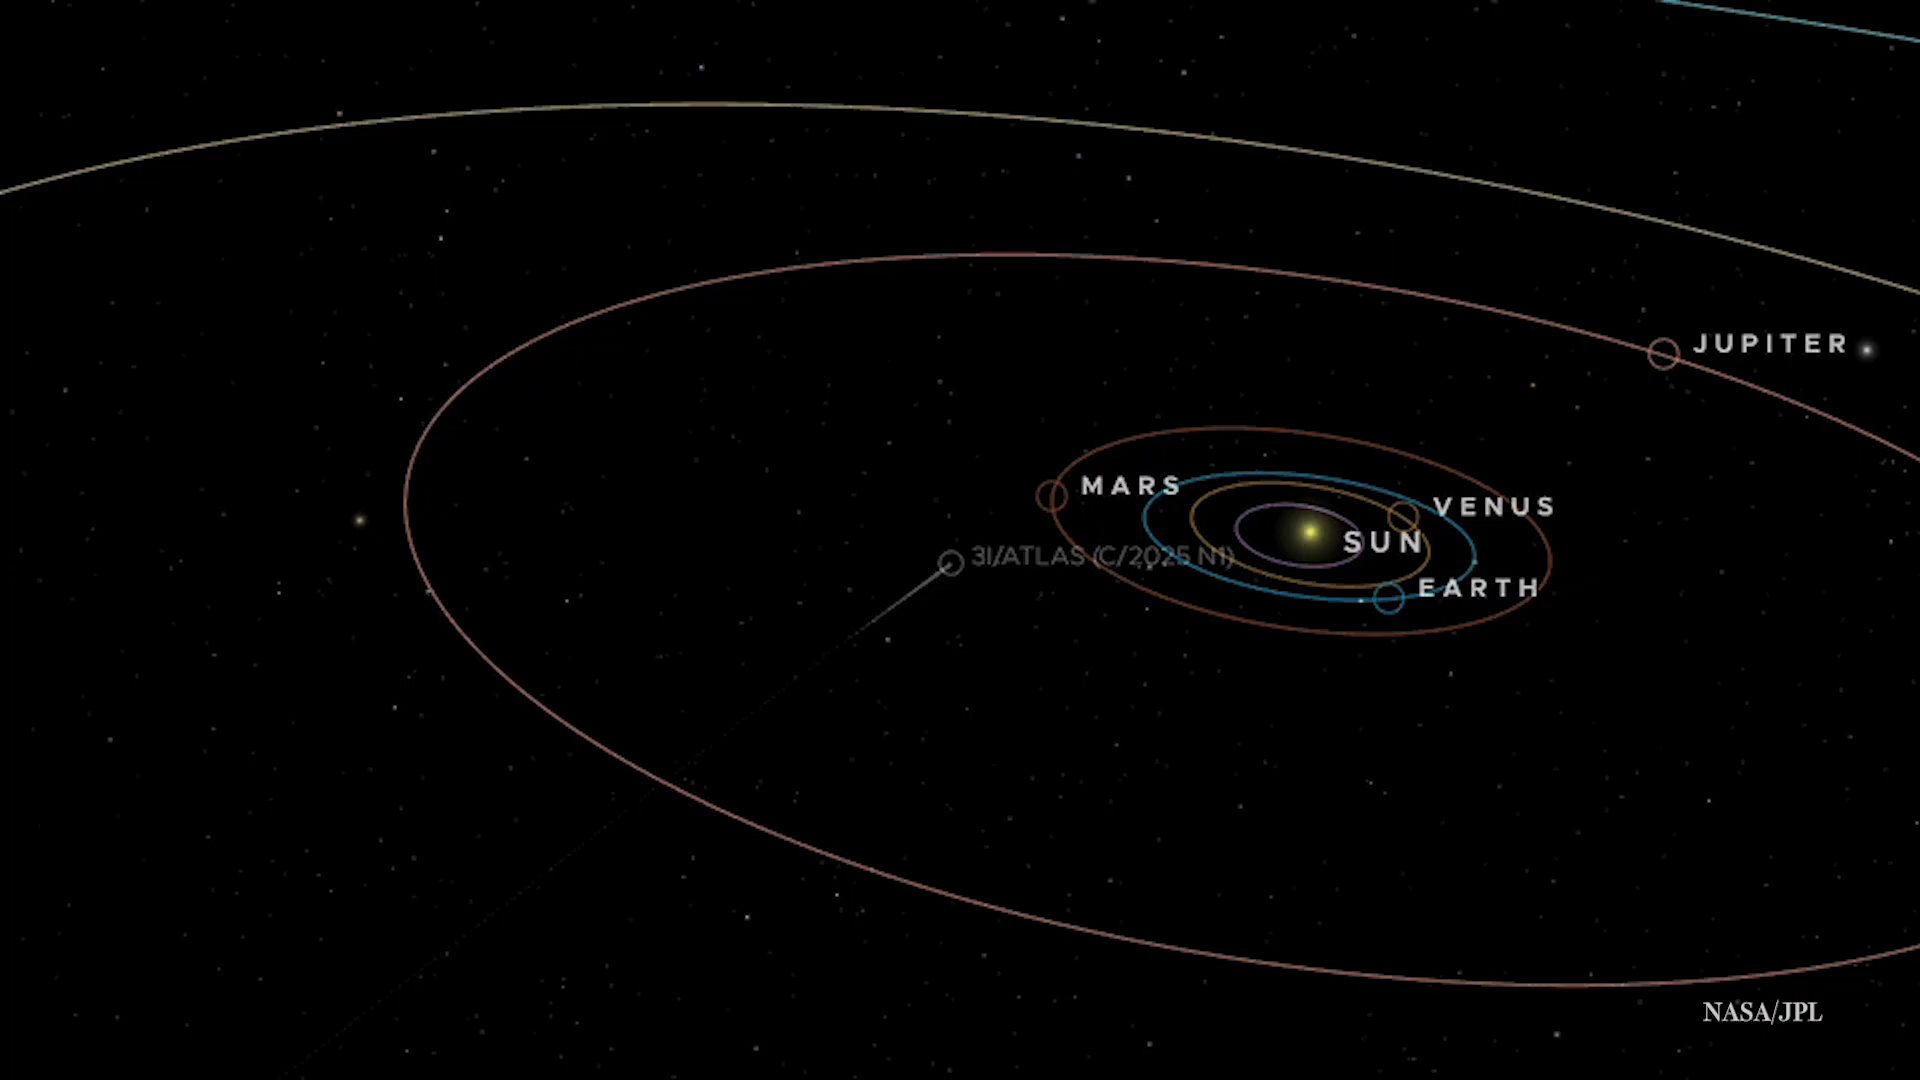 JUPITER
MARS
VENUS
SUN
3I/ATLAS (C/2025 N1)
EARTH
NASA/JPL